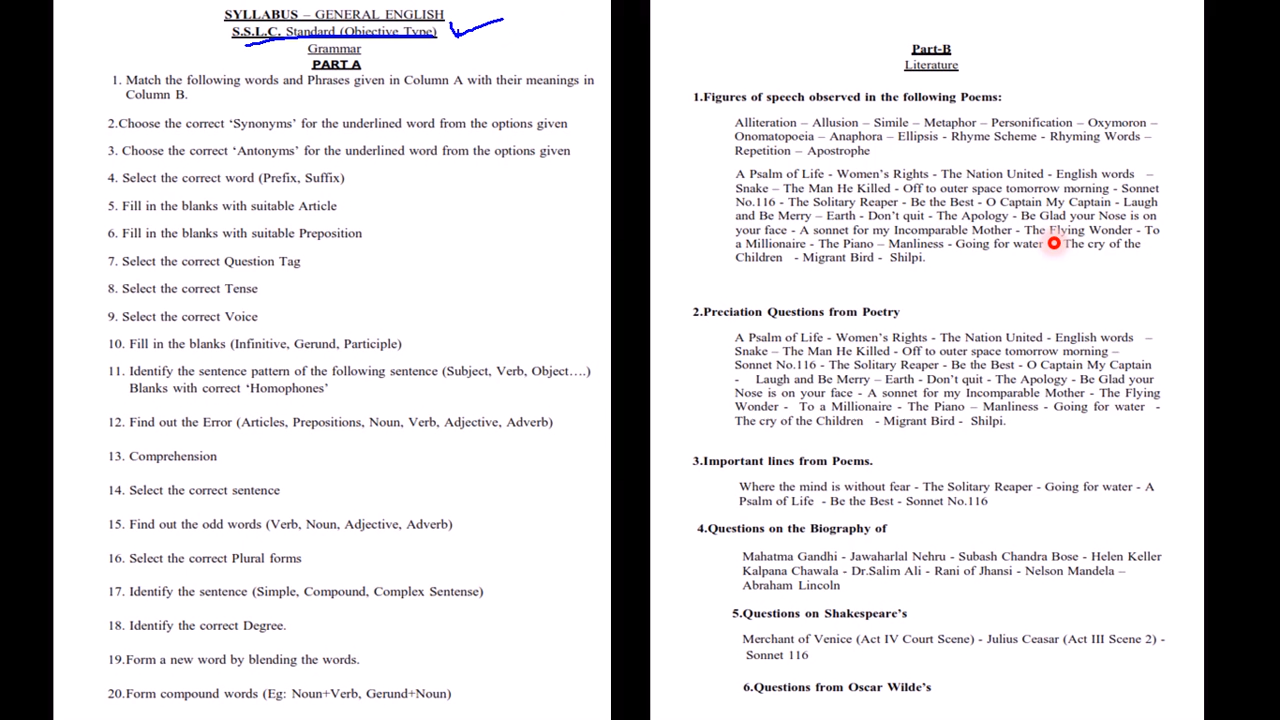 SYLLABUS – GENERAL ENGLISH
S.S.L.C. Standard (Objective Type)
Grammar
PART A
1. Match the following words and Phrases given in Column A with their meanings in
Column B.
2.Choose the correct ‘Synonyms’ for the underlined word from the options given
3. Choose the correct ‘Antonyms’ for the underlined word from the options given
4. Select the correct word (Prefix, Suffix)
5. Fill in the blanks with suitable Article
6. Fill in the blanks with suitable Preposition
7. Select the correct Question Tag
8. Select the correct Tense
9. Select the correct Voice
10. Fill in the blanks (Infinitive, Gerund, Participle)
11. Identify the sentence pattern of the following sentence (Subject, Verb, Object….)
Blanks with correct ‘Homophones’
12. Find out the Error (Articles, Prepositions, Noun, Verb, Adjective, Adverb)
13. Comprehension
14. Select the correct sentence
15. Find out the odd words (Verb, Noun, Adjective, Adverb)
16. Select the correct Plural forms
17. Identify the sentence (Simple, Compound, Complex Sentense)
18. Identify the correct Degree.
19.Form a new word by blending the words.
20.Form compound words (Eg: Noun+Verb, Gerund+Noun)
Part-B
Literature
1.Figures of speech observed in the following Poems:
Alliteration – Allusion – Simile – Metaphor – Personification – Oxymoron –
Onomatopoeia – Anaphora – Ellipsis - Rhyme Scheme - Rhyming Words –
Repetition – Apostrophe
A Psalm of Life - Women’s Rights - The Nation United - English words –
Snake – The Man He Killed - Off to outer space tomorrow morning - Sonnet
No.116 - The Solitary Reaper - Be the Best - O Captain My Captain - Laugh
and Be Merry – Earth - Don’t quit - The Apology - Be Glad your Nose is on
your face - A sonnet for my Incomparable Mother - The Flying Wonder - To
a Millionaire - The Piano – Manliness - Going for water The cry of the
Children - Migrant Bird - Shilpi.
2.Preciation Questions from Poetry
A Psalm of Life - Women’s Rights - The Nation United - English words –
Snake – The Man He Killed - Off to outer space tomorrow morning –
Sonnet No.116 - The Solitary Reaper - Be the Best - O Captain My Captain
- Laugh and Be Merry – Earth - Don’t quit - The Apology - Be Glad your
Nose is on your face - A sonnet for my Incomparable Mother - The Flying
Wonder - To a Millionaire - The Piano – Manliness - Going for water -
The cry of the Children - Migrant Bird - Shilpi.
3.Important lines from Poems.
Where the mind is without fear - The Solitary Reaper - Going for water - A
Psalm of Life - Be the Best - Sonnet No.116
4.Questions on the Biography of
Mahatma Gandhi - Jawaharlal Nehru - Subash Chandra Bose - Helen Keller
Kalpana Chawala - Dr.Salim Ali - Rani of Jhansi - Nelson Mandela –
Abraham Lincoln
5.Questions on Shakespeare’s
Merchant of Venice (Act IV Court Scene) - Julius Ceasar (Act III Scene 2) -
Sonnet 116
6.Questions from Oscar Wilde’s